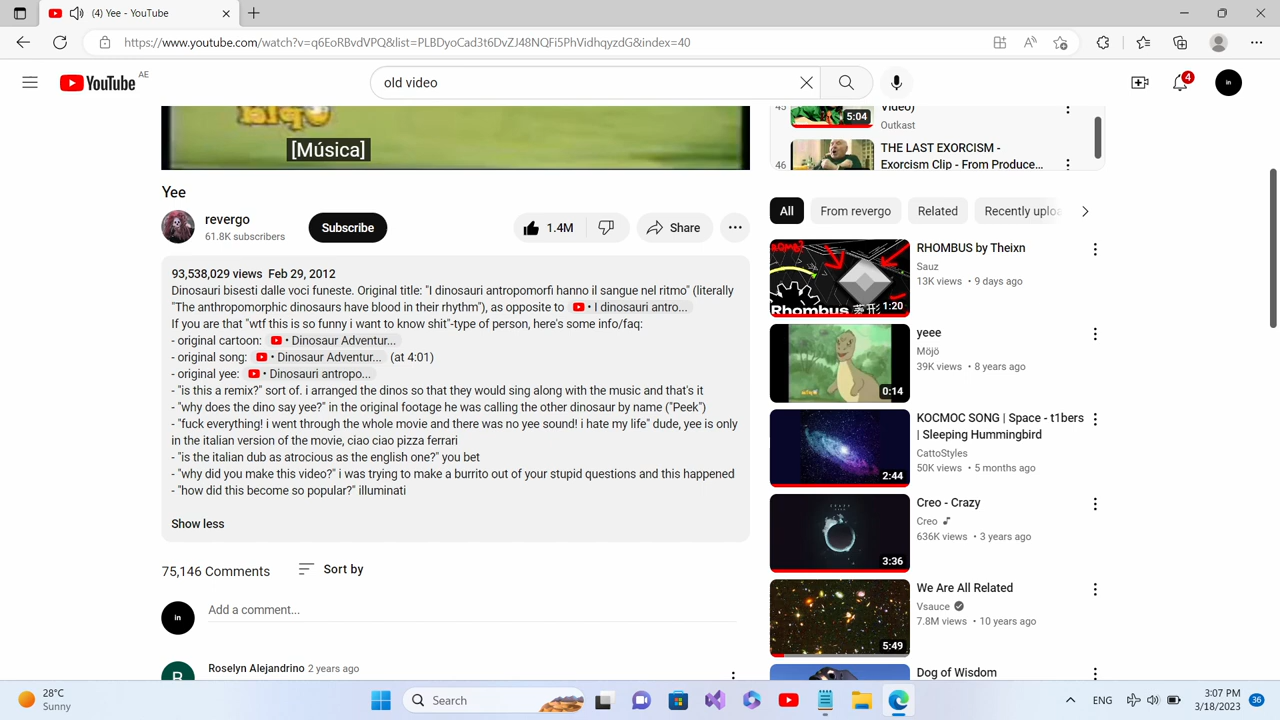 (4) Yee - YouTube
https://www.youtube.com/watch?v=q6EoRBvdVPQ&list=PLBDyoCad3t6DvZJ48NQFi5PhVidhqyzdG&index=40
YouTube AE
old video
4
in
[Música]
45
Video)
5:04
Outkast
46
THE LAST EXORCISM -
Exorcism Clip - From Produce...
Yee
revergo
61.8K subscribers
Subscribe
1.4M
Share
93,538,029 views Feb 29, 2012
Dinosauri bisesti dalle voci funeste. Original title: "I dinosauri antropomorfi hanno il sangue nel ritmo" (literally
"The anthropomorphic dinosaurs have blood in their rhythm"), as opposed to • I dinosauri antro...
If you are that "wtf this is so funny i want to know shit"-type of person, here's some info/faq:
- original cartoon: • Dinosaur Adventur...
- original song: • Dinosaur Adventur... (at 4:01)
- original yee: • Dinosauri antropo...
- "is this a remix?" sort of. i arranged the dinos so that they would sing along with the music and that's it
- "why does the dino say yee?" in the original footage he was calling the other dinosaur by name ("Peek")
- "fuck everything! i went through the whole movie and there was no yee sound! i hate my life" dude, yee is only
in the italian version of the movie, ciao ciao pizza ferrari
- "is the italian dub as atrocious as the english one?" you bet
- "why did you make this video?" i was trying to make a burrito out of your stupid questions and this happened
- "how did this become so popular?" illuminati
Show less
75,146 Comments
Sort by
in
Add a comment...
R
Roselyn Alejandrino 2 years ago
All
From revergo
Related
Recently uploa
Rhombus 菱形
1:20
RHOMBUS by Theixn
Sauz
13K views • 9 days ago
0:14
yeee
Möjö
39K views • 8 years ago
2:44
КОСМОС SONG | Space - t1bers
| Sleeping Hummingbird
CattoStyles
50K views • 5 months ago
3:36
Creo - Crazy
Creo
636K views • 3 years ago
5:49
We Are All Related
Vsauce
7.8M views • 10 years ago
Dog of Wisdom
28°C
Sunny
Search
ENG
3:07 PM
3/18/2023
36